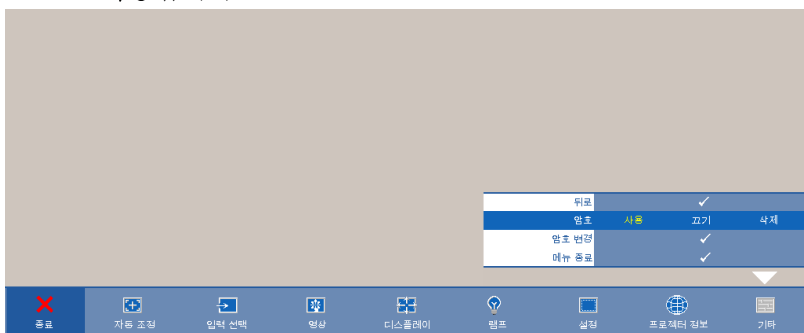 뒤로
암호 사용 끄기 삭제
암호 변경
메뉴 종료
종료 자동 조정 입력 선택 영상 디스플레이 램프 설정 프로젝터 정보 기타